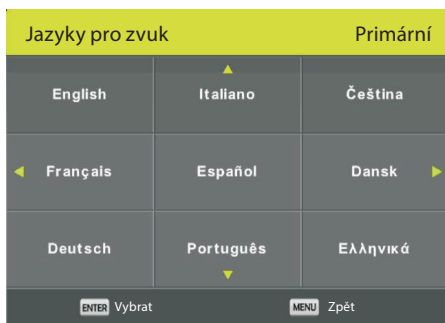 Jazyky pro zvuk Primární
English Italiano Čeština
Français Español Dansk
Deutsch Português Ελληνικά
ENTER Vybrat MENU Zpět